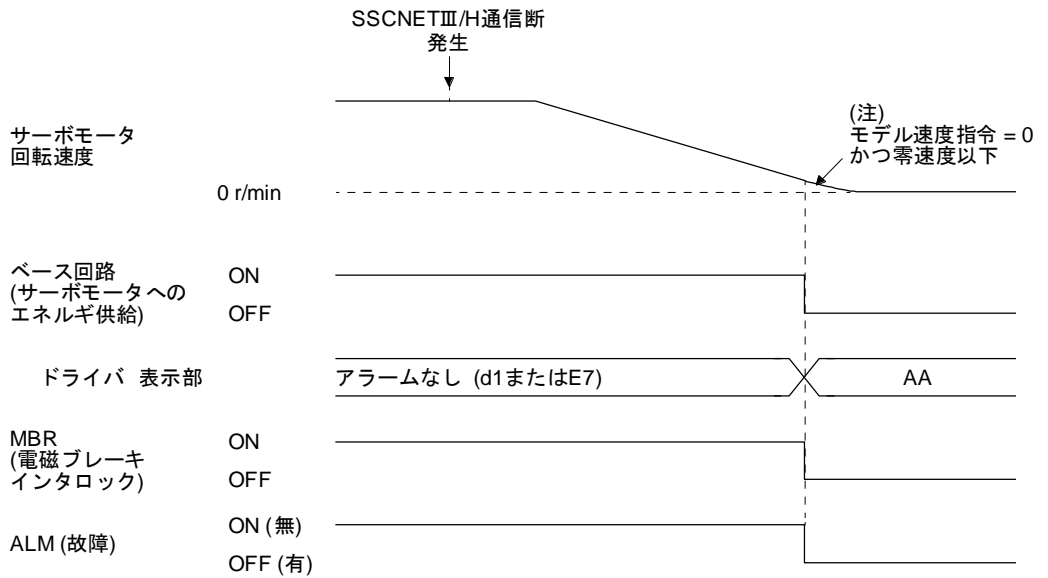 SSCNETⅢ/H通信断
発生
(注)
モデル速度指令 = 0
かつ零速度以下
サーボモータ
回転速度
0 r/min
ベース回路
(サーボモータへの
エネルギ供給)
ON
OFF
ドライバ 表示部
アラームなし (d1またはE7)
AA
MBR
(電磁ブレーキ
インタロック)
ON
OFF
ALM (故障)
ON (無)
OFF (有)